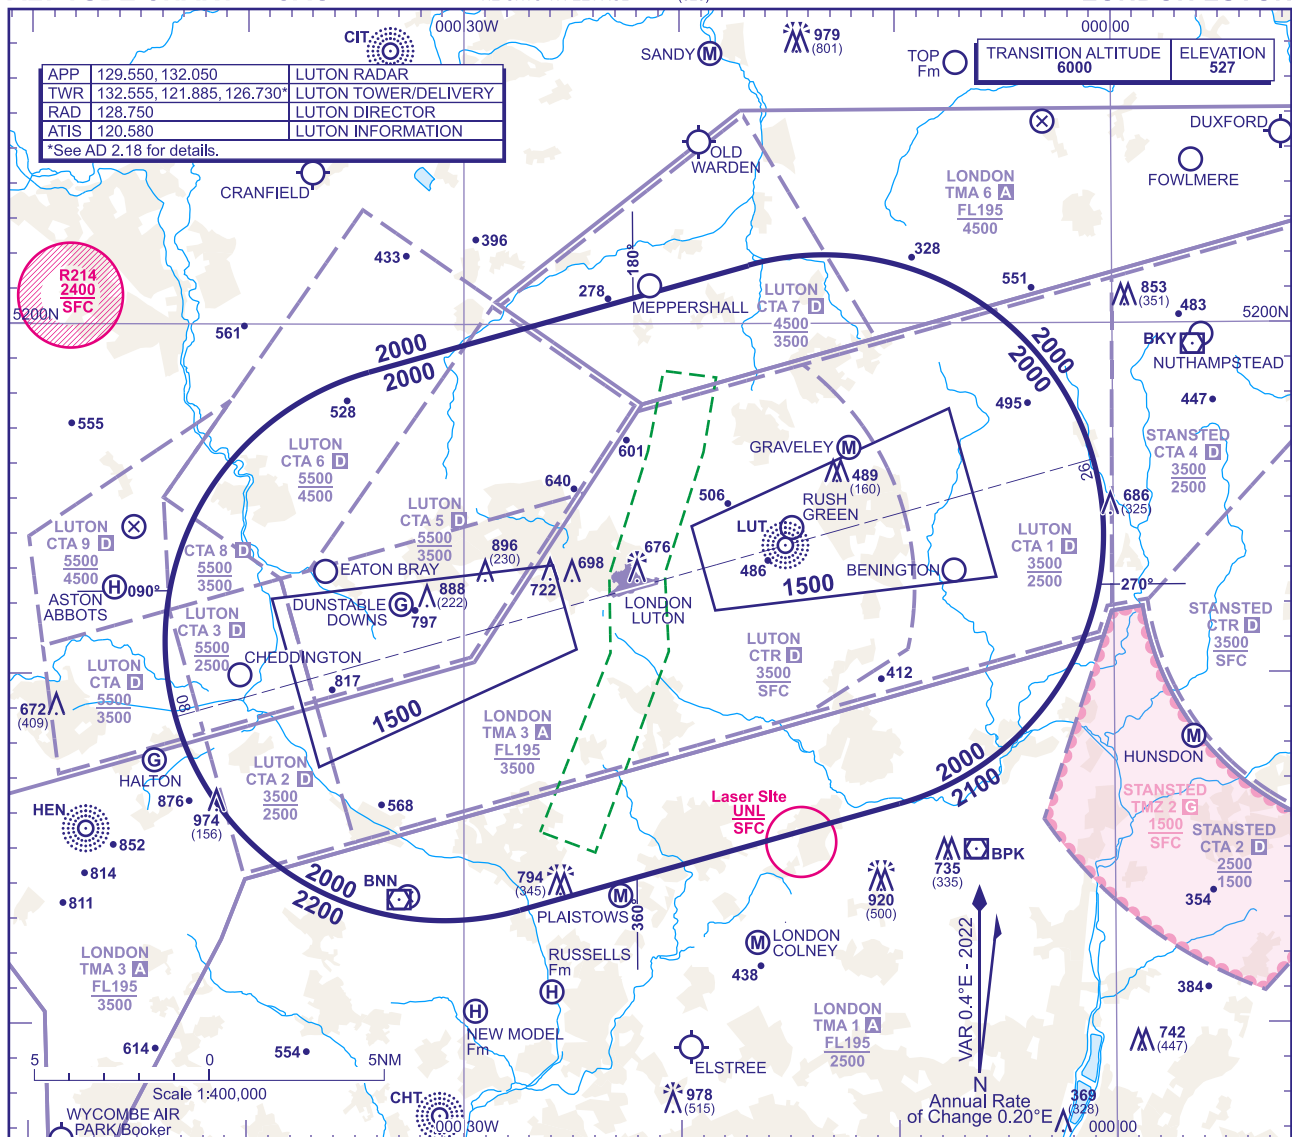 000 30W
000 00
CIT
SANDY M
979
(801)
TOP
Fm
TRANSITION ALTITUDE
6000
ELEVATION
527
APP 129.550, 132.050 LUTON RADAR
TWR 132.555, 121.885, 126.730* LUTON TOWER/DELIVERY
RAD 128.750 LUTON DIRECTOR
ATIS 120.580 LUTON INFORMATION
*See AD 2.18 for details.
CRANFIELD
OLD
WARDEN
DUXFORD
FOWLMERE
LONDON
TMA 6 A
FL195
4500
R214
2400
SFC
5200N
433
396
180°
278
MEPPERSHALL
328
551
LUTON
CTA 7 D
4500
3500
853
(351)
483
5200N
BKY
NUTHAMPSTEAD
561
2000
2000
2000
2000
555
528
495
447
LUTON
CTA 6 D
5500
4500
601
GRAVELEY M
STANSTED
CTA 4 D
3500
2500
640
489
(160)
506
RUSH
GREEN
LUT
486
1500
26
686
(325)
LUTON
CTA 5 D
5500
3500
LUTON
CTA 9 D
5500
4500
CTA 8 D
5500
3500
896
(230)
698
676
722
LUTON
CTA 1 D
3500
2500
EATON BRAY
BENINGTON
270°
H
090°
ASTON
ABBOTS
888
(222)
DUNSTABLE
DOWNS
G
797
LONDON
LUTON
STANSTED
CTR D
3500
SFC
LUTON
CTA 3 D
5500
2500
LUTON
CTR D
3500
SFC
CHEDDINGTON
817
412
LUTON
CTA D
5500
3500
672
(409)
08
1500
LONDON
TMA 3 A
FL195
3500
M
HUNSDON
G
HALTON
LUTON
CTA 2 D
3500
2500
2000
2100
HEN
876
974
(156)
568
Laser Site
UNL
SFC
STANSTED
TMZ 2 G
1500
SFC
STANSTED
CTA 2 D
2500
1500
852
814
811
BPK
735
(335)
2000
2200
BNN
794
(345)
PLAISTOWS M
360°
920
(500)
354
M LONDON
COLNEY
438
RUSSELLS
Fm
H
LONDON
TMA 3 A
FL195
3500
384
H
NEW MODEL
Fm
LONDON
TMA 1 A
FL195
2500
VAR 0.4°E - 2022
742
(447)
614
554
5 0 5NM
Scale 1:400,000
ELSTREE
N
Annual Rate
of Change 0.20°E
978
(515)
369
(328)
CHT
WYCOMBE AIR
PARK/Booker
000 30W
000 00